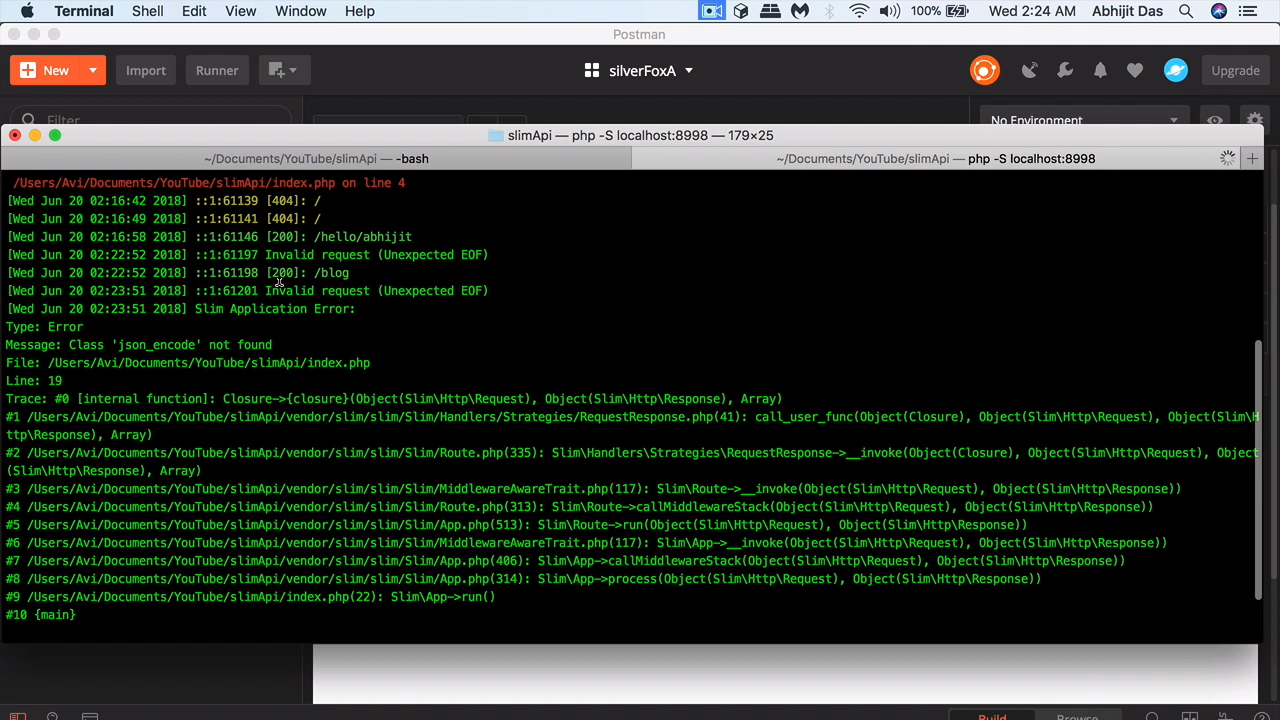 Terminal Shell Edit View Window Help 100% Wed 2:24 AM Abhijit Das
Postman
New Import Runner silverFoxA Upgrade
Filter No Environment
slimApi — php -S localhost:8998 — 179×25
~/Documents/YouTube/slimApi — -bash ~/Documents/YouTube/slimApi — php -S localhost:8998 +
/Users/Avi/Documents/YouTube/slimApi/index.php on line 4
[Wed Jun 20 02:16:42 2018] ::1:61139 [404]: /
[Wed Jun 20 02:16:49 2018] ::1:61141 [404]: /
[Wed Jun 20 02:16:58 2018] ::1:61146 [200]: /hello/abhijit
[Wed Jun 20 02:22:52 2018] ::1:61197 Invalid request (Unexpected EOF)
[Wed Jun 20 02:22:52 2018] ::1:61198 [200]: /blog
[Wed Jun 20 02:23:51 2018] ::1:61201 Invalid request (Unexpected EOF)
[Wed Jun 20 02:23:51 2018] Slim Application Error:
Type: Error
Message: Class 'json_encode' not found
File: /Users/Avi/Documents/YouTube/slimApi/index.php
Line: 19
Trace: #0 [internal function]: Closure->{closure}(Object(Slim\Http\Request), Object(Slim\Http\Response), Array)
#1 /Users/Avi/Documents/YouTube/slimApi/vendor/slim/slim/Slim/Handlers/Strategies/RequestResponse.php(41): call_user_func(Object(Closure), Object(Slim\Http\Request), Object(Slim\H
ttp\Response), Array)
#2 /Users/Avi/Documents/YouTube/slimApi/vendor/slim/slim/Slim/Route.php(335): Slim\Handlers\Strategies\RequestResponse->__invoke(Object(Closure), Object(Slim\Http\Request), Object
(Slim\Http\Response), Array)
#3 /Users/Avi/Documents/YouTube/slimApi/vendor/slim/slim/Slim/MiddlewareAwareTrait.php(117): Slim\Route->__invoke(Object(Slim\Http\Request), Object(Slim\Http\Response))
#4 /Users/Avi/Documents/YouTube/slimApi/vendor/slim/slim/Slim/Route.php(313): Slim\Route->callMiddlewareStack(Object(Slim\Http\Request), Object(Slim\Http\Response))
#5 /Users/Avi/Documents/YouTube/slimApi/vendor/slim/slim/Slim/App.php(513): Slim\Route->run(Object(Slim\Http\Request), Object(Slim\Http\Response))
#6 /Users/Avi/Documents/YouTube/slimApi/vendor/slim/slim/Slim/MiddlewareAwareTrait.php(117): Slim\App->__invoke(Object(Slim\Http\Request), Object(Slim\Http\Response))
#7 /Users/Avi/Documents/YouTube/slimApi/vendor/slim/slim/Slim/App.php(406): Slim\App->callMiddlewareStack(Object(Slim\Http\Request), Object(Slim\Http\Response))
#8 /Users/Avi/Documents/YouTube/slimApi/vendor/slim/slim/Slim/App.php(314): Slim\App->process(Object(Slim\Http\Request), Object(Slim\Http\Response))
#9 /Users/Avi/Documents/YouTube/slimApi/index.php(22): Slim\App->run()
#10 {main}
Build Browse